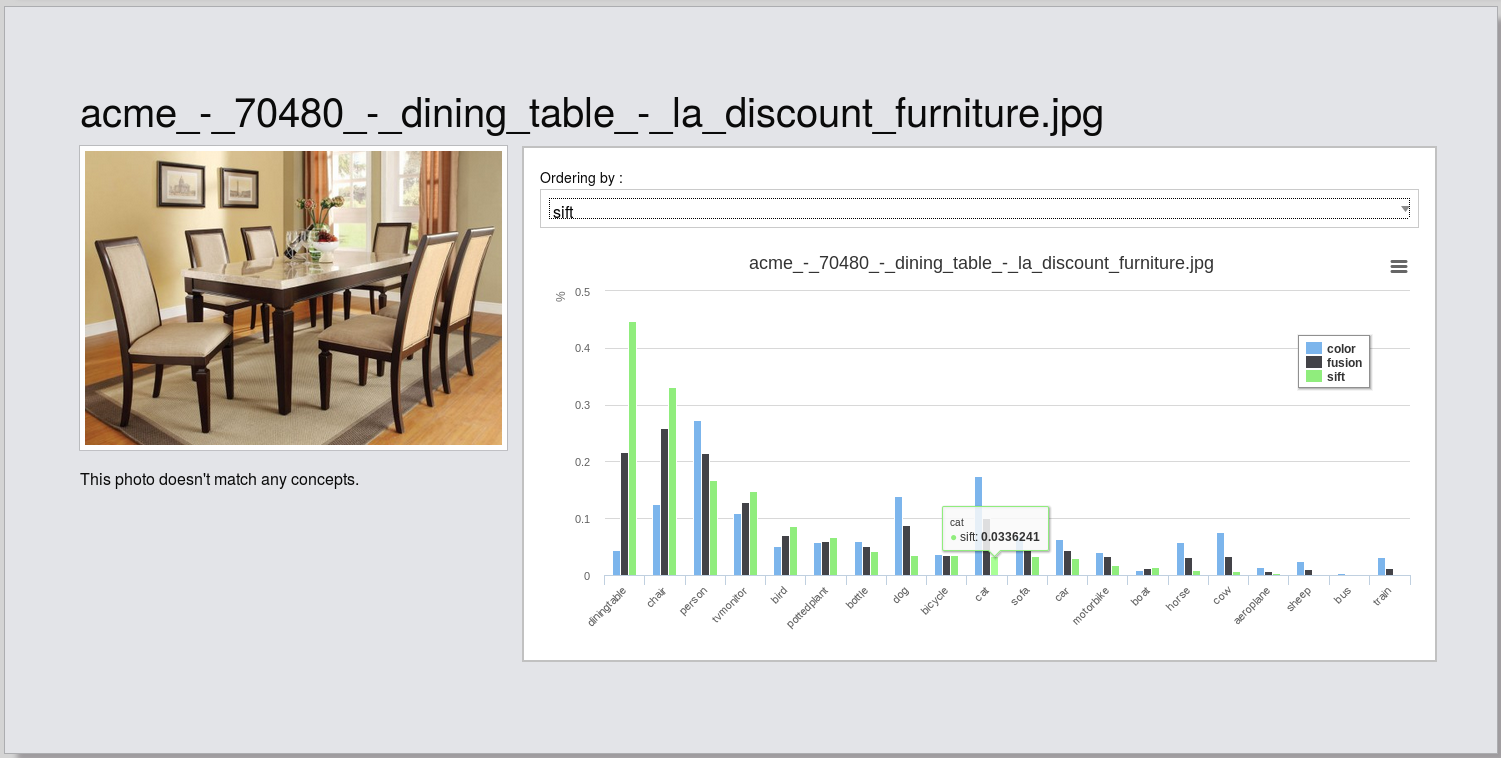 acme_-_70480_-_dining_table_-_la_discount_furniture.jpg
This photo doesn't match any concepts.
Ordering by :
sift
acme_-_70480_-_dining_table_-_la_discount_furniture.jpg
%
0.5
0.4
0.3
0.2
0.1
0
color
fusion
sift
cat
sift: 0.0336241
diningtable
chair
person
tvmonitor
bird
pottedplant
bottle
dog
bicycle
cat
sofa
car
motorbike
boat
horse
cow
aeroplane
sheep
bus
train